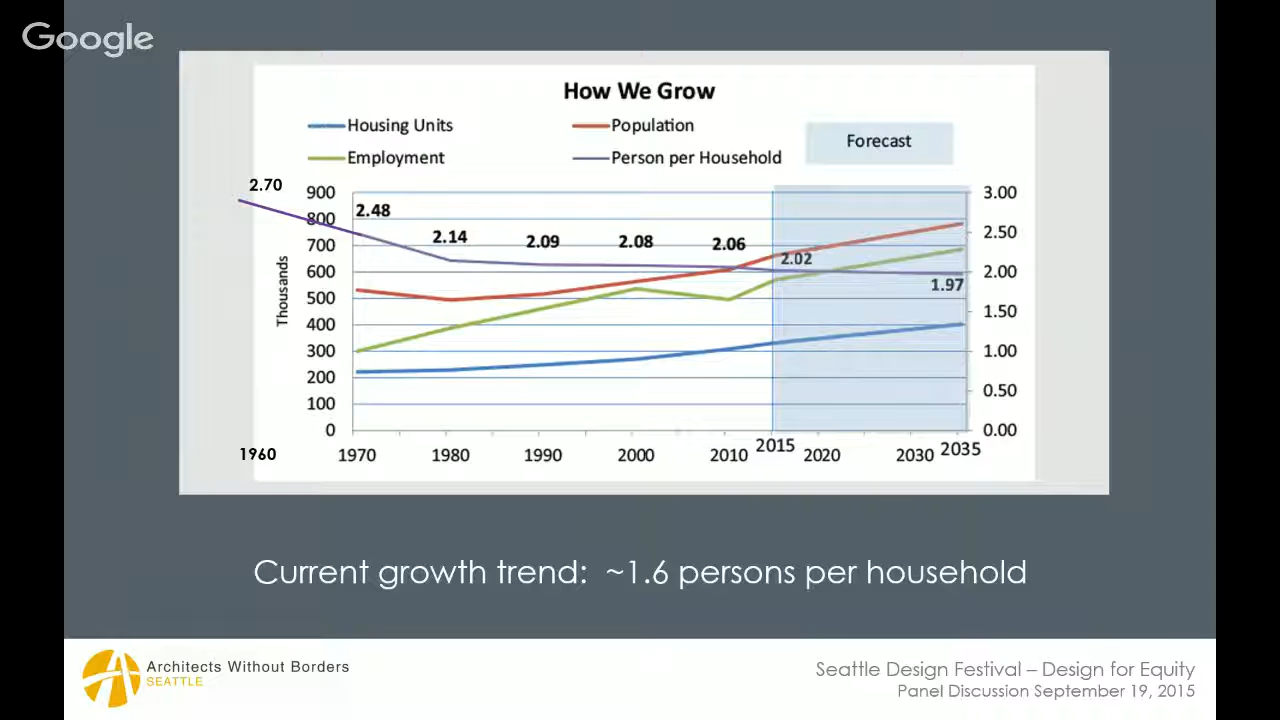 Google
How We Grow
Housing Units
Population
Employment
Person per Household
Forecast
2.70
900
800
700
600
500
400
300
200
100
0
Thousands
2.48
2.14
2.09
2.08
2.06
2.02
1.97
3.00
2.50
2.00
1.50
1.00
0.50
0.00
1960
1970
1980
1990
2000
2010
2015
2020
2030
2035
Current growth trend: ~1.6 persons per household
Architects Without Borders
SEATTLE
Seattle Design Festival – Design for Equity
Panel Discussion September 19, 2015